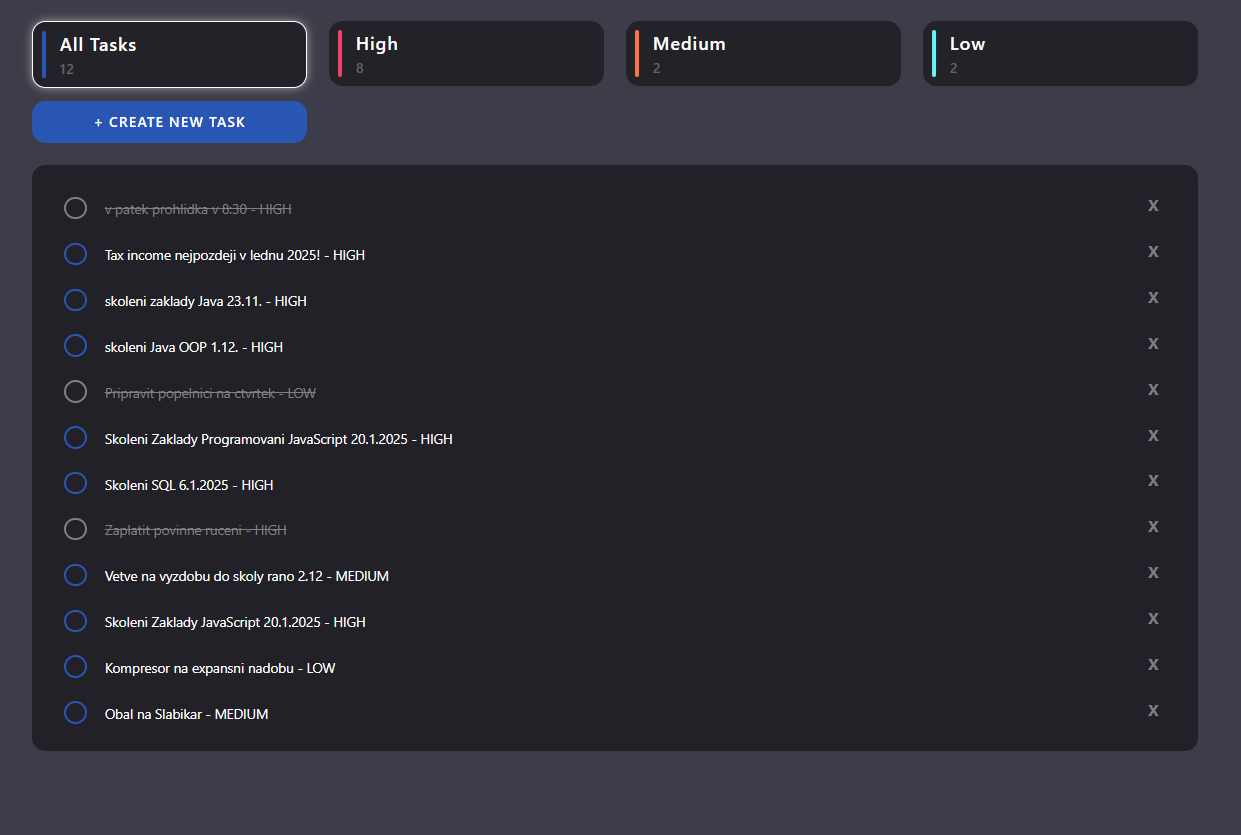 All Tasks
12
High
8
Medium
2
Low
2
+ CREATE NEW TASK
v patek prohlidka v 8:30 - HIGH X
Tax income nejpozdeji v lednu 2025! - HIGH X
skoleni zaklady Java 23.11. - HIGH X
skoleni Java OOP 1.12. - HIGH X
Pripravit popelnici na ctvrtek - LOW X
Skoleni Zaklady Programovani JavaScript 20.1.2025 - HIGH X
Skoleni SQL 6.1.2025 - HIGH X
Zaplatit povinne ruceni - HIGH X
Vetve na vyzdobu do skoly rano 2.12 - MEDIUM X
Skoleni Zaklady JavaScript 20.1.2025 - HIGH X
Kompresor na expansni nadobu - LOW X
Obal na Slabikar - MEDIUM X